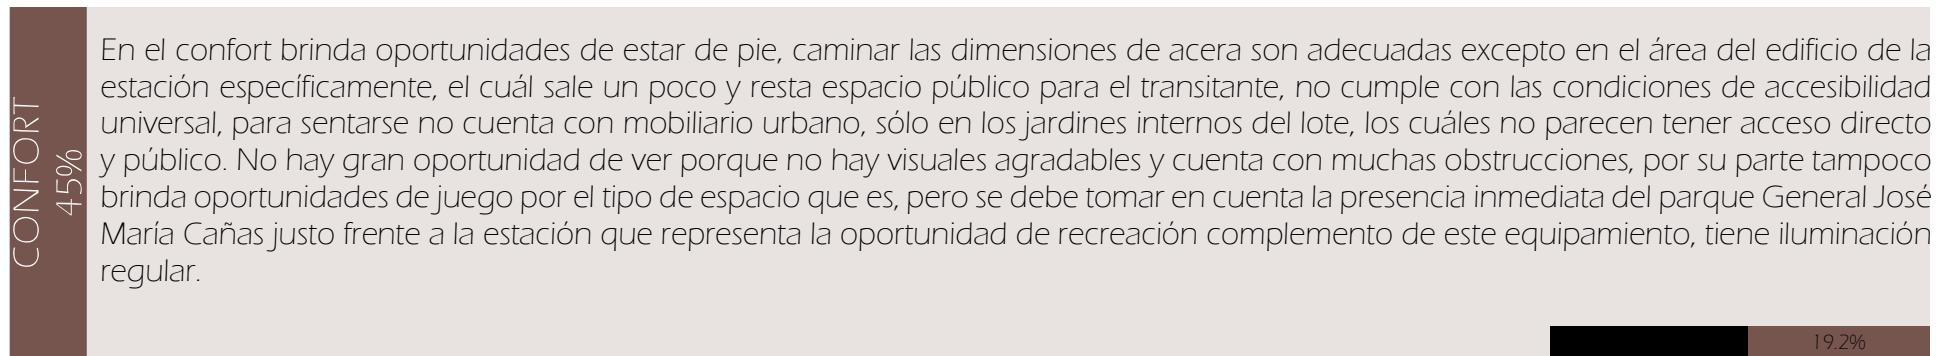 CONFORT
45%
En el confort brinda oportunidades de estar de pie, caminar las dimensiones de acera son adecuadas excepto en el área del edificio de la
estación específicamente, el cuál sale un poco y resta espacio público para el transitante, no cumple con las condiciones de accesibilidad
universal, para sentarse no cuenta con mobiliario urbano, sólo en los jardines internos del lote, los cuáles no parecen tener acceso directo
y público. No hay gran oportunidad de ver porque no hay visuales agradables y cuenta con muchas obstrucciones, por su parte tampoco
brinda oportunidades de juego por el tipo de espacio que es, pero se debe tomar en cuenta la presencia inmediata del parque General José
María Cañas justo frente a la estación que representa la oportunidad de recreación complemento de este equipamiento, tiene iluminación
regular.
19.2%